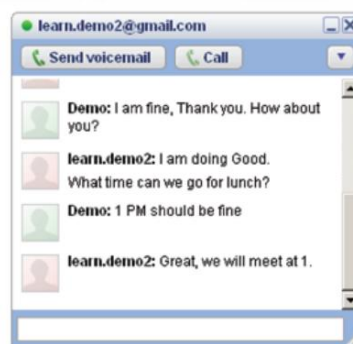 learn.demo2@gmail.com
Send voicemail
Call
Demo: I am fine, Thank you. How about
you?
learn.demo2: I am doing Good.
What time can we go for lunch?
Demo: 1 PM should be fine
learn.demo2: Great, we will meet at 1.